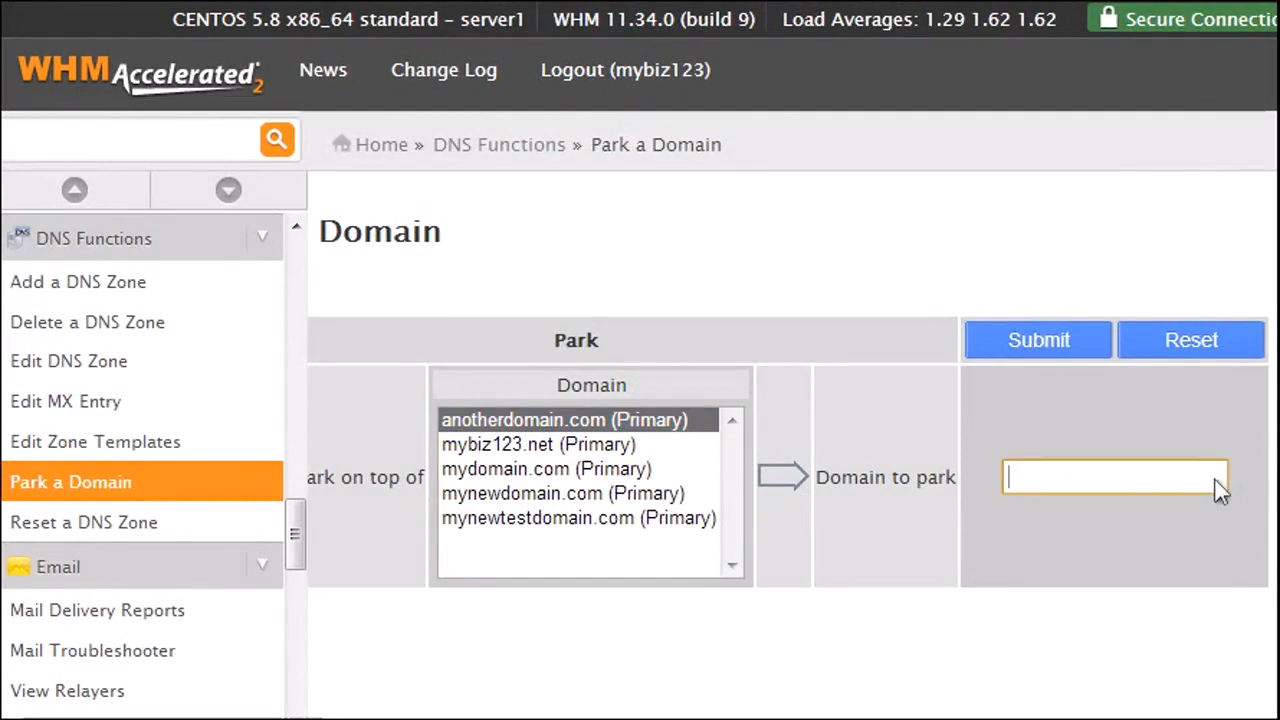 CENTOS 5.8 x86_64 standard – server1 WHM 11.34.0 (build 9) Load Averages: 1.29 1.62 1.62 Secure Connectio
WHM Accelerated 2 News Change Log Logout (mybiz123)
Home » DNS Functions » Park a Domain
DNS Functions
Add a DNS Zone
Delete a DNS Zone
Edit DNS Zone
Edit MX Entry
Edit Zone Templates
Park a Domain
Reset a DNS Zone
Email
Mail Delivery Reports
Mail Troubleshooter
View Relayers
Domain
Park Submit Reset
ark on top of
Domain
anotherdomain.com (Primary)
mybiz123.net (Primary)
mydomain.com (Primary)
mynewdomain.com (Primary)
mynewtestdomain.com (Primary)
Domain to park